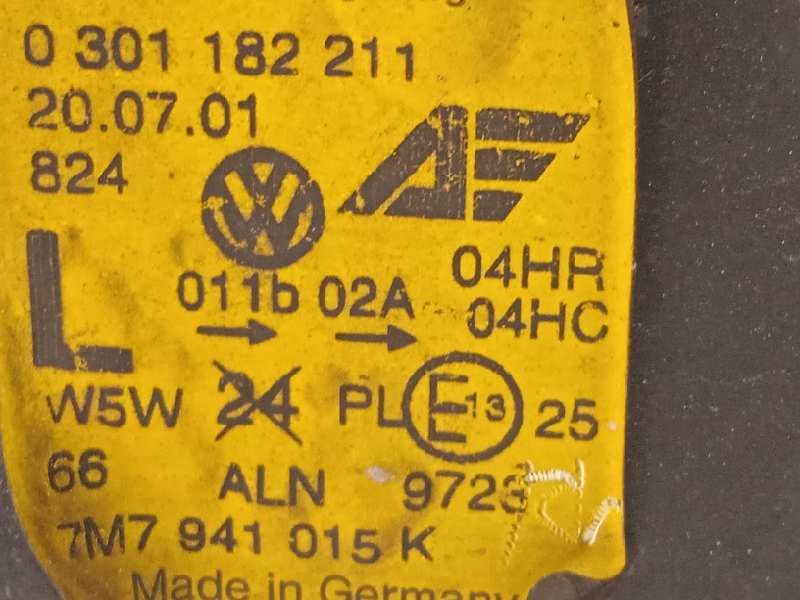 0 301 182 211
20.07.01
824
VW AF
L
011b 02A 04HR
04HC
W5W 24 PL E13 25
66 ALN 9723
7M7 941 015 K
Made in Germany